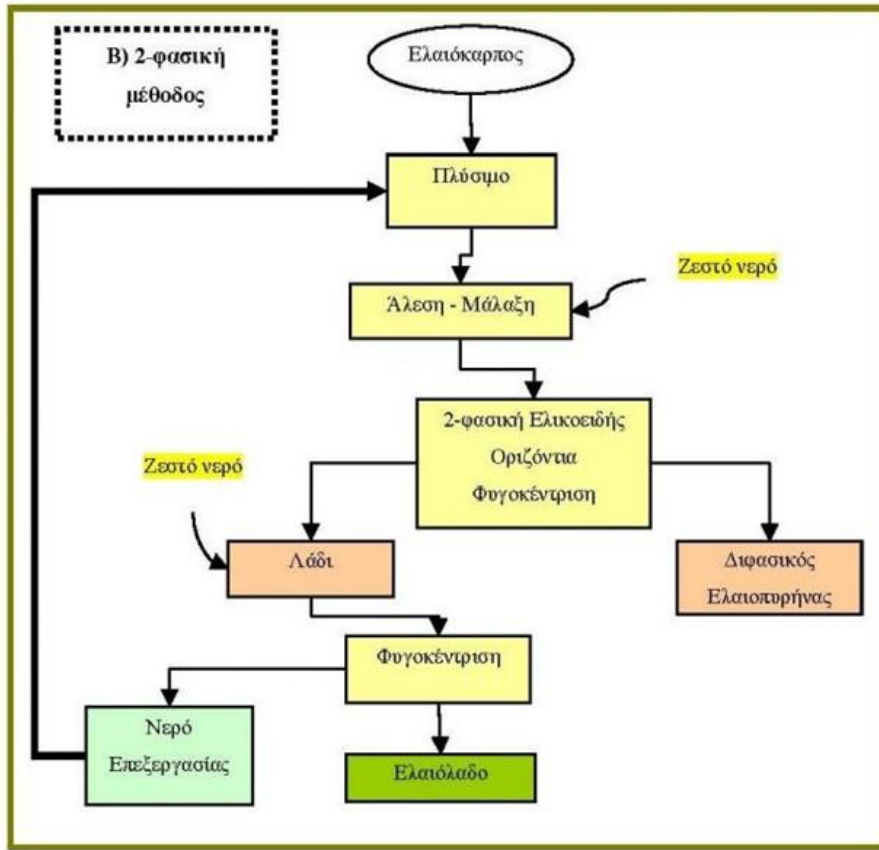 Β) 2-φασική
μέθοδος
Ελαιόκαρπος
Πλύσιμο
Ζεστό νερό
Άλεση - Μάλαξη
2-φασική Ελικοειδής
Οριζόντια
Φυγοκέντριση
Ζεστό νερό
Λάδι
Διφασικός
Ελαιοπυρήνας
Φυγοκέντριση
Νερό
Επεξεργασίας
Ελαιόλαδο